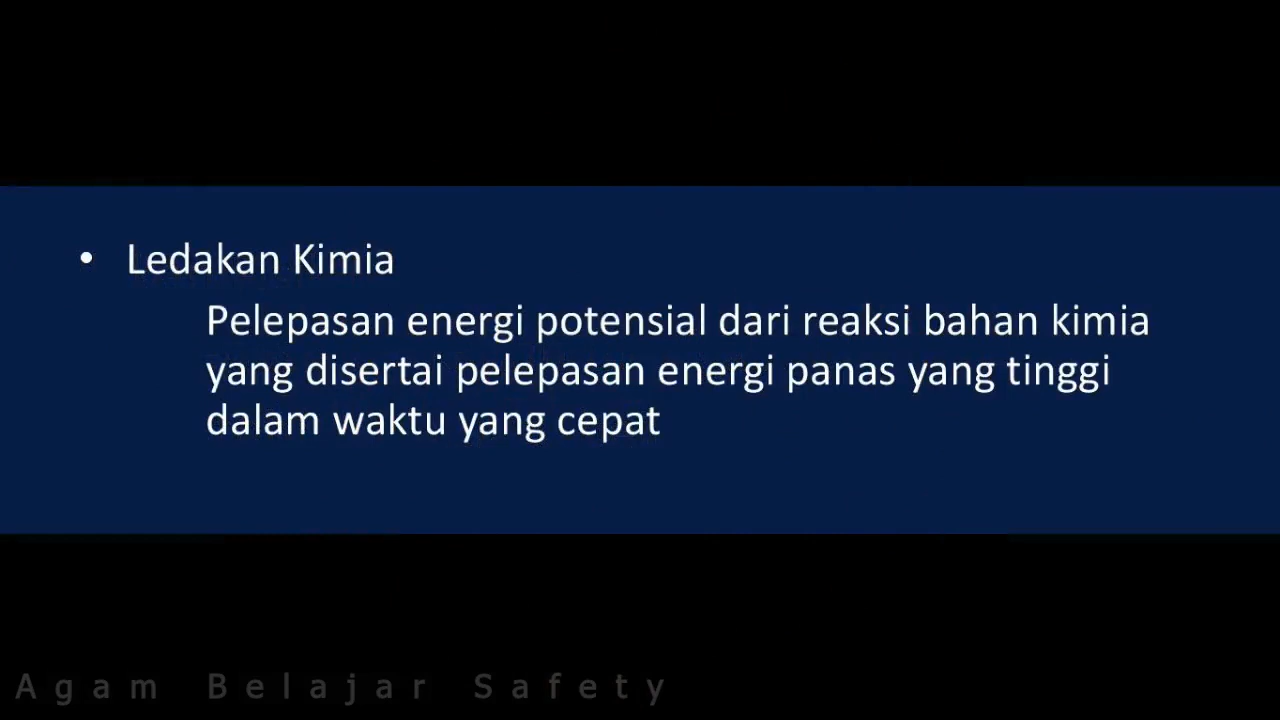 • Ledakan Kimia
Pelepasan energi potensial dari reaksi bahan kimia
yang disertai pelepasan energi panas yang tinggi
dalam waktu yang cepat
Agam Belajar Safety